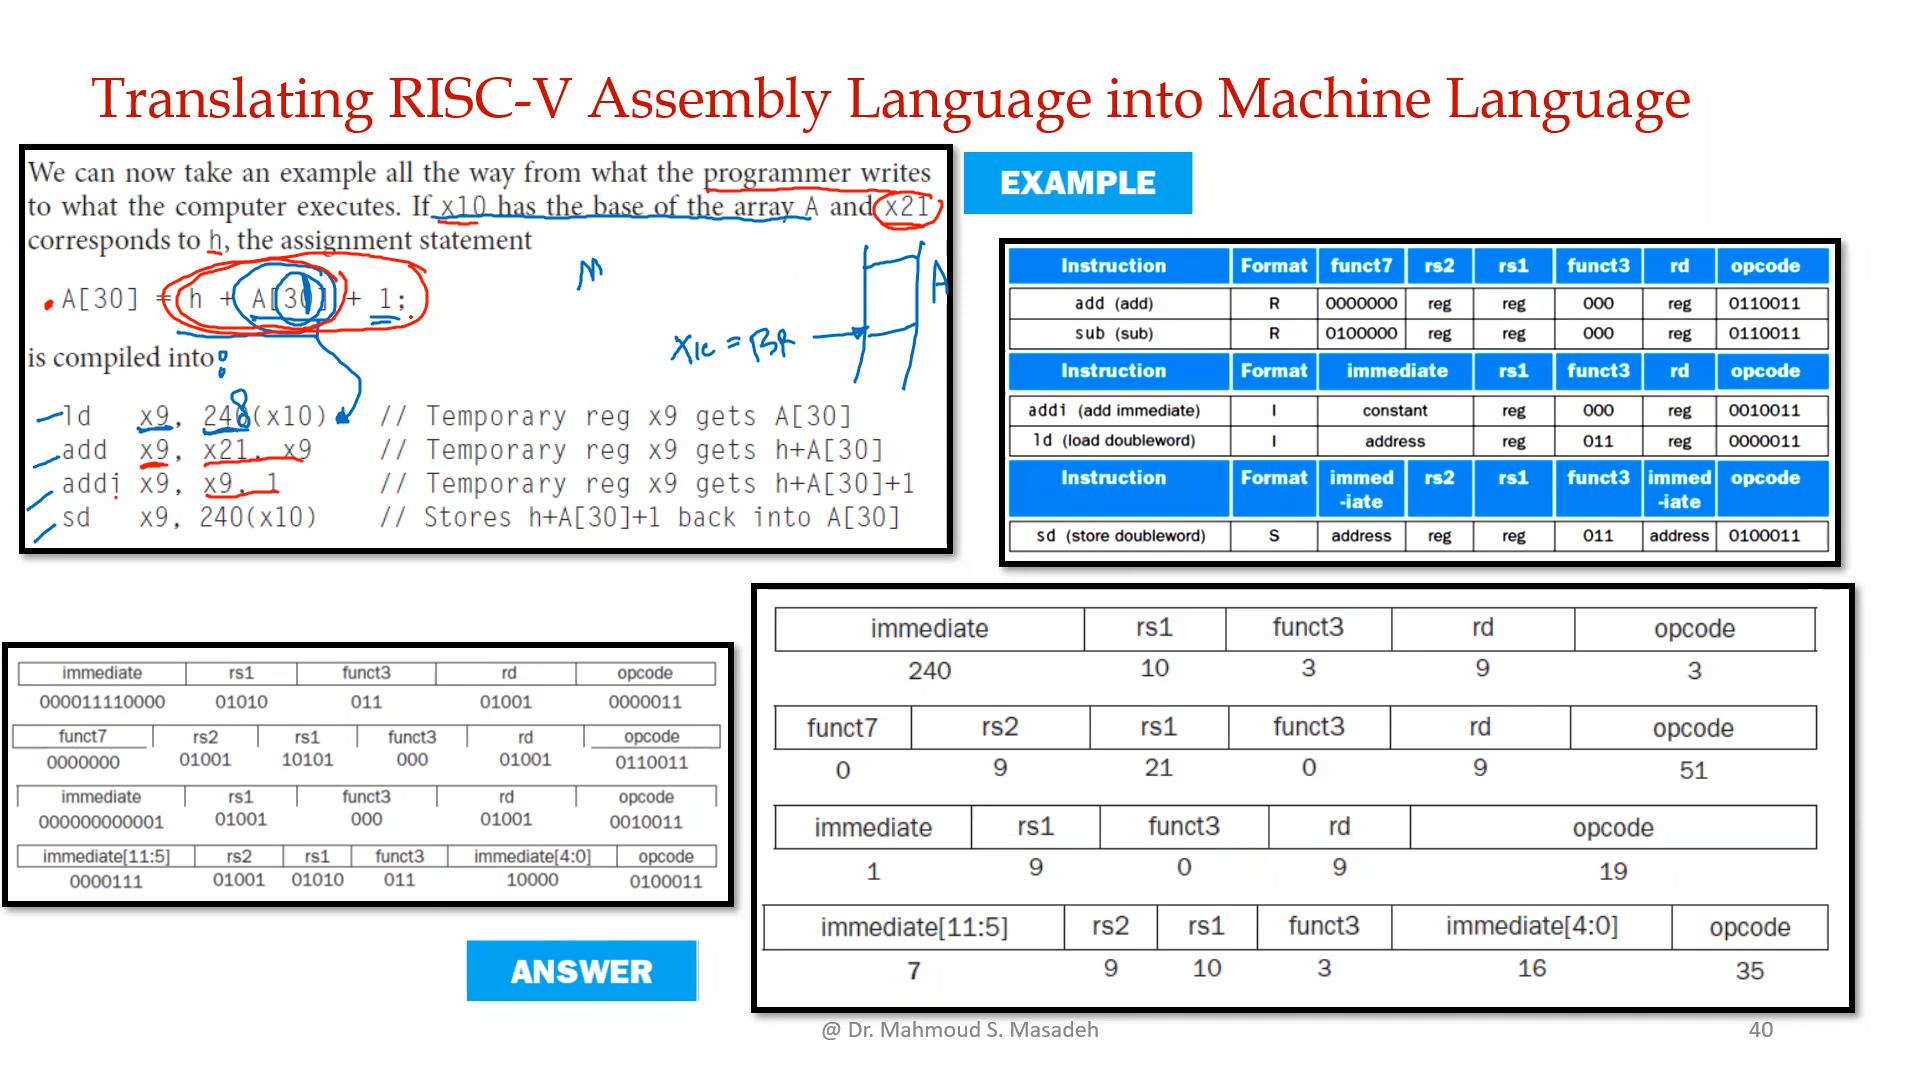 Translating RISC-V Assembly Language into Machine Language
We can now take an example all the way from what the programmer writes
to what the computer executes. If x10 has the base of the array A and x21
corresponds to h, the assignment statement
A[30] = h + A[30] + 1;
is compiled into:
ld x9, 240(x10) // Temporary reg x9 gets A[30]
add x9, x21, x9 // Temporary reg x9 gets h+A[30]
addi x9, x9, 1 // Temporary reg x9 gets h+A[30]+1
sd x9, 240(x10) // Stores h+A[30]+1 back into A[30]
8
M
A
EXAMPLE
Instruction Format funct7 rs2 rs1 funct3 rd opcode
add (add) R 0000000 reg reg 000 reg 0110011
sub (sub) R 0100000 reg reg 000 reg 0110011
Instruction Format immediate rs1 funct3 rd opcode
addi (add immediate) I constant reg 000 reg 0010011
ld (load doubleword) I address reg 011 reg 0000011
Instruction Format immed rs2 rs1 funct3 immed opcode
-iate -iate
sd (store doubleword) S address reg reg 011 address 0100011
immediate rs1 funct3 rd opcode
000011110000 01010 011 01001 0000011
funct7 rs2 rs1 funct3 rd opcode
0000000 01001 10101 000 01001 0110011
immediate rs1 funct3 rd opcode
000000000001 01001 000 01001 0010011
immediate[11:5] rs2 rs1 funct3 immediate[4:0] opcode
0000111 01001 01010 011 10000 0100011
ANSWER
immediate rs1 funct3 rd opcode
240 10 3 9 3
funct7 rs2 rs1 funct3 rd opcode
0 9 21 0 9 51
immediate rs1 funct3 rd opcode
1 9 0 9 19
immediate[11:5] rs2 rs1 funct3 immediate[4:0] opcode
7 9 10 3 16 35
@ Dr. Mahmoud S. Masadeh
40